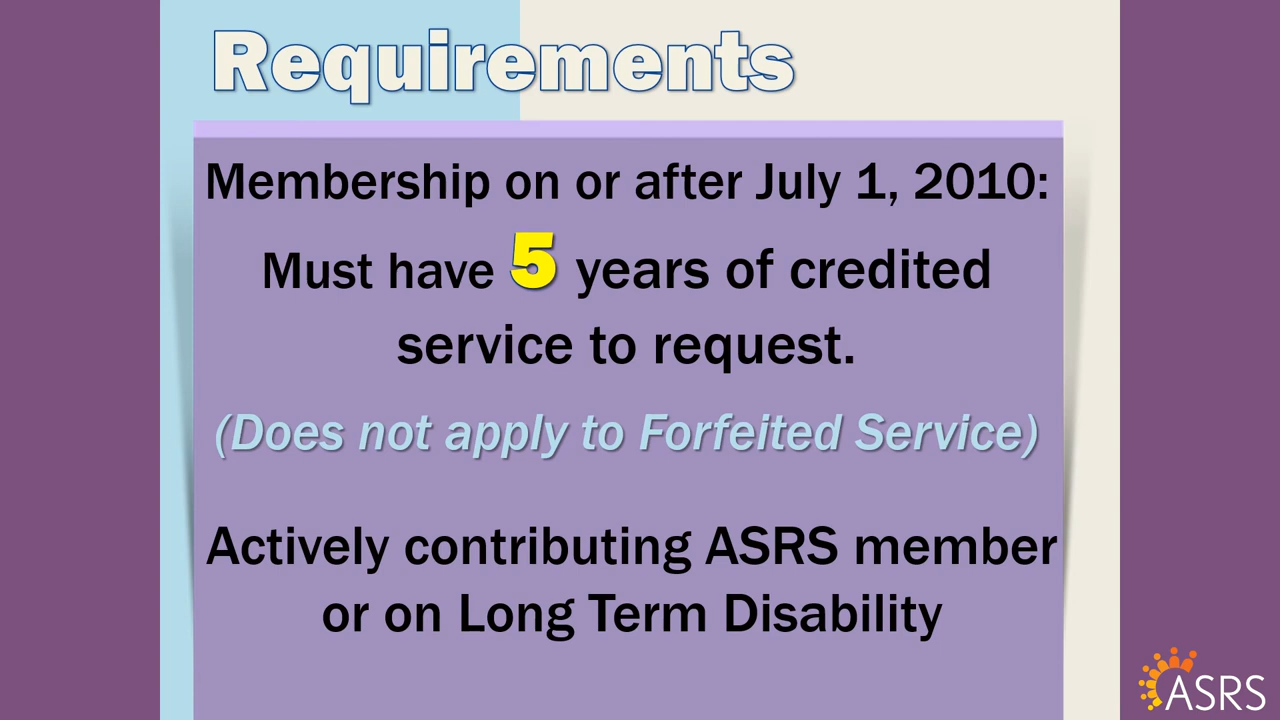 Requirements
Membership on or after July 1, 2010:
Must have 5 years of credited
service to request.
(Does not apply to Forfeited Service)
Actively contributing ASRS member
or on Long Term Disability
ASRS